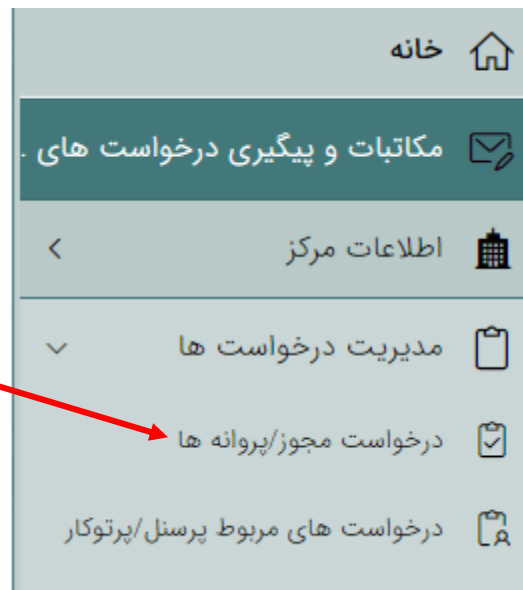 خانه
مکاتبات و پیگیری درخواست های .
اطلاعات مرکز
مدیریت درخواست ها
درخواست مجوز/پروانه ها
درخواست های مربوط پرسنل/پرتوکار